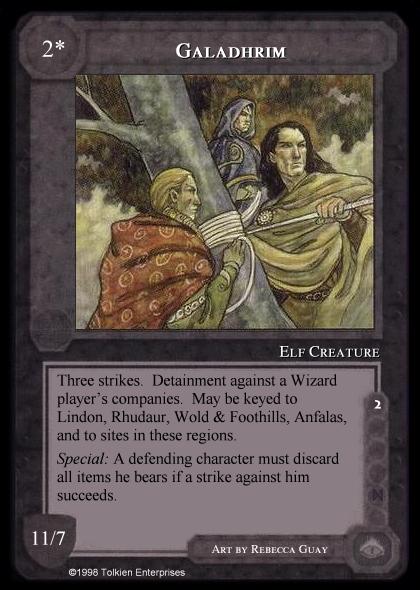 2*
GALADHRIM
ELF CREATURE
Three strikes. Detainment against a Wizard
player's companies. May be keyed to
Lindon, Rhudaur, Wold & Foothills, Anfalas,
and to sites in these regions.
Special: A defending character must discard
all items he bears if a strike against him
succeeds.
2
11/7
ART BY REBECCA GUAY
©1998 Tolkien Enterprises